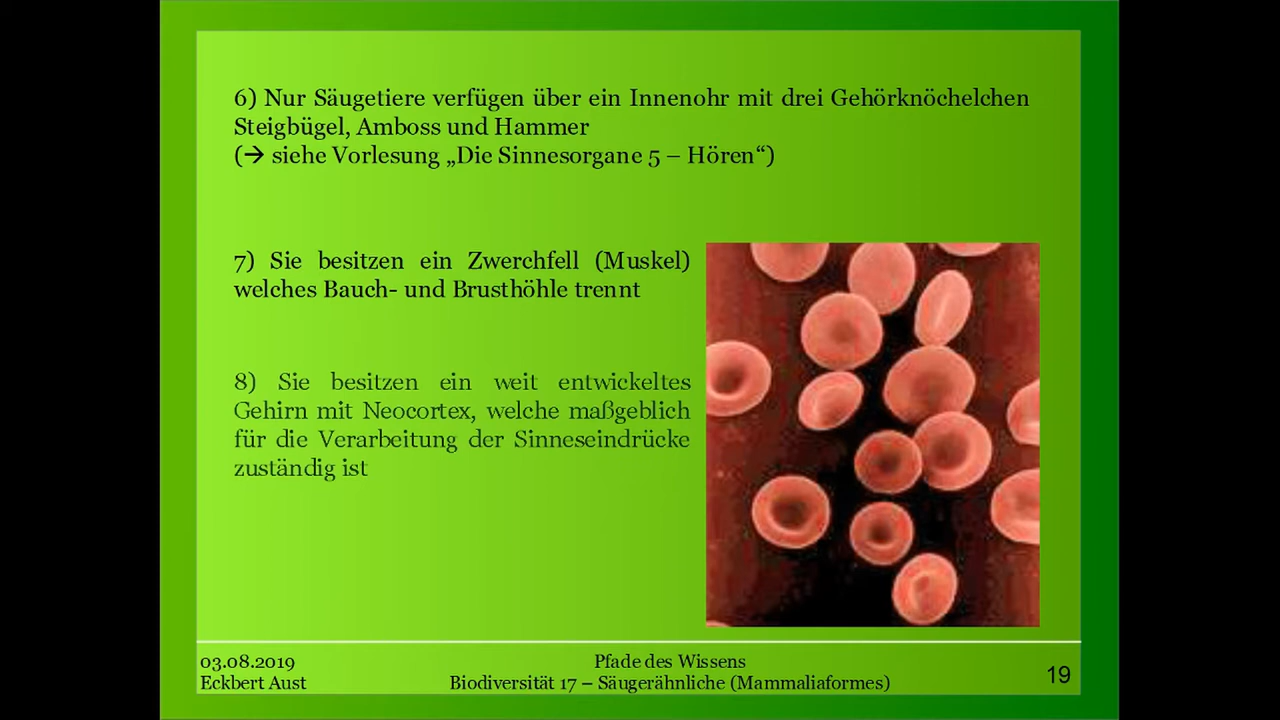 6) Nur Säugetiere verfügen über ein Innenohr mit drei Gehörknöchelchen
Steigbügel, Amboss und Hammer
(→ siehe Vorlesung „Die Sinnesorgane 5 – Hören“)
7) Sie besitzen ein Zwerchfell (Muskel)
welches Bauch- und Brusthöhle trennt
8) Sie besitzen ein weit entwickeltes
Gehirn mit Neocortex, welche maßgeblich
für die Verarbeitung der Sinneseindrücke
zuständig ist
03.08.2019
Eckbert Aust
Pfade des Wissens
Biodiversität 17 – Säugerähnliche (Mammaliaformes)
19